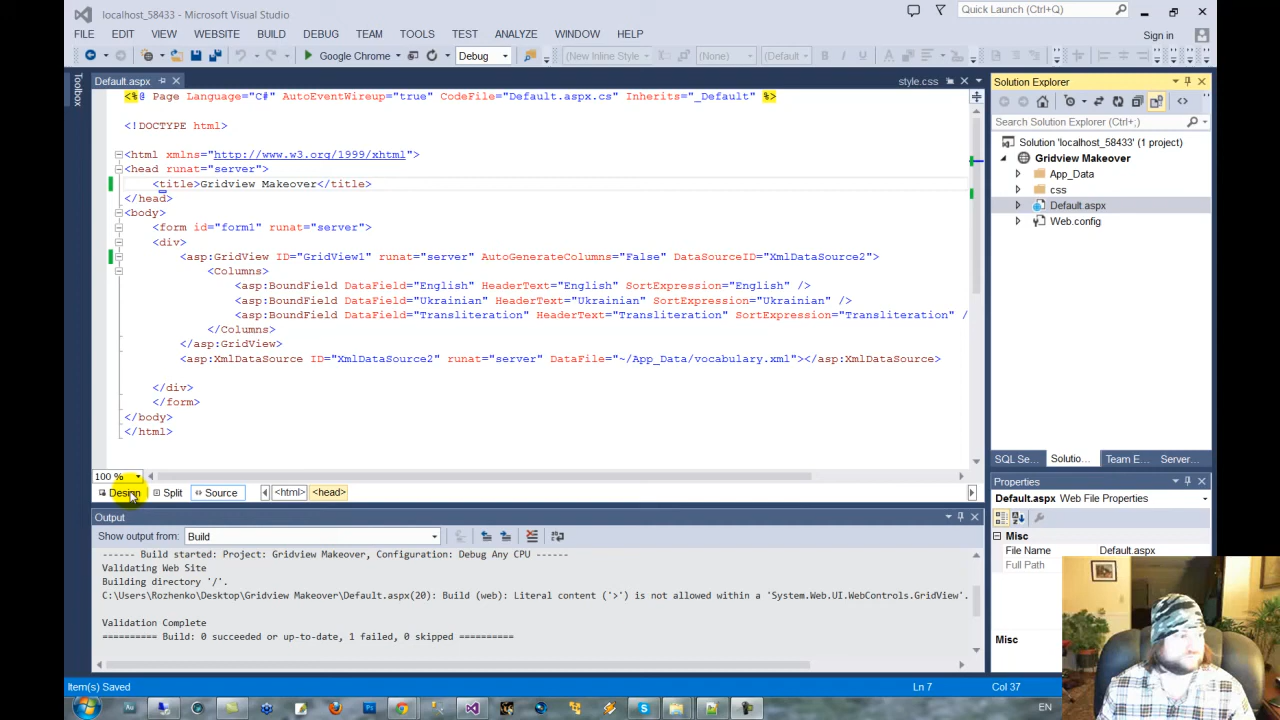 localhost_58433 - Microsoft Visual Studio
Quick Launch (Ctrl+Q)
FILE EDIT VIEW WEBSITE BUILD DEBUG TEAM TOOLS TEST ANALYZE WINDOW HELP
Sign in
Google Chrome
Debug
(New Inline Style)
(None)
(Default)
Toolbox
Default.aspx
style.css
<%@ Page Language="C#" AutoEventWireup="true" CodeFile="Default.aspx.cs" Inherits="_Default" %>
<!DOCTYPE html>
<html xmlns="http://www.w3.org/1999/xhtml">
<head runat="server">
<title>Gridview Makeover</title>
</head>
<body>
<form id="form1" runat="server">
<div>
<asp:GridView ID="GridView1" runat="server" AutoGenerateColumns="False" DataSourceID="XmlDataSource2">
<Columns>
<asp:BoundField DataField="English" HeaderText="English" SortExpression="English" />
<asp:BoundField DataField="Ukrainian" HeaderText="Ukrainian" SortExpression="Ukrainian" />
<asp:BoundField DataField="Transliteration" HeaderText="Transliteration" SortExpression="Transliteration" /
</Columns>
</asp:GridView>
<asp:XmlDataSource ID="XmlDataSource2" runat="server" DataFile="~/App_Data/vocabulary.xml"></asp:XmlDataSource>
</div>
</form>
</body>
</html>
100 %
Design Split Source <html> <head>
Output
Show output from: Build
------ Build started: Project: Gridview Makeover, Configuration: Debug Any CPU ------
Validating Web Site
Building directory '/'.
C:\Users\Rozhenko\Desktop\Gridview Makeover\Default.aspx(20): Build (web): Literal content ('>') is not allowed within a 'System.Web.UI.WebControls.GridView'.
Validation Complete
========== Build: 0 succeeded or up-to-date, 1 failed, 0 skipped ==========
Solution Explorer
Search Solution Explorer (Ctrl+;)
Solution 'localhost_58433' (1 project)
Gridview Makeover
App_Data
css
Default.aspx
Web.config
SQL Se... Solutio... Team E... Server...
Properties
Default.aspx Web File Properties
Misc
File Name Default.aspx
Full Path
Misc
Item(s) Saved
Ln 7
Col 37
EN